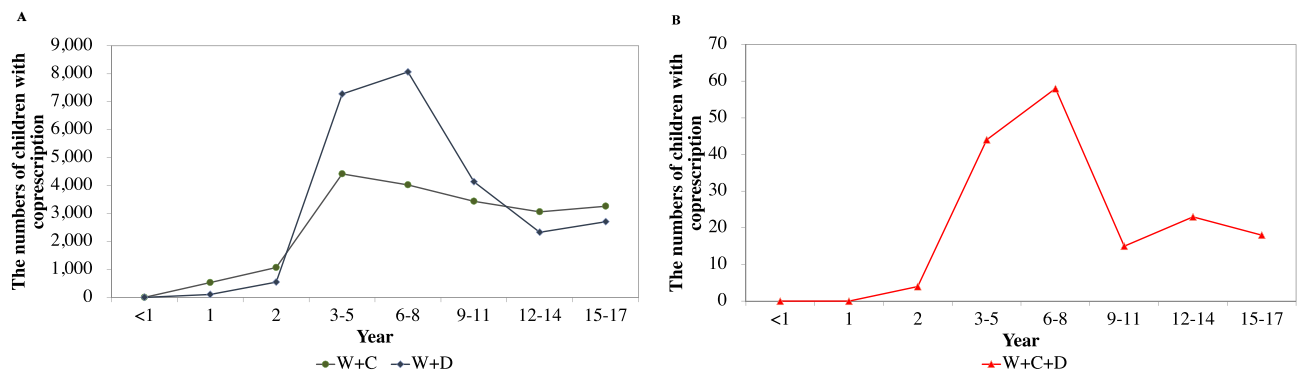 A
The numbers of children with
coprescription
9,000
8,000
7,000
6,000
5,000
4,000
3,000
2,000
1,000
0
<1 1 2 3-5 6-8 9-11 12-14 15-17
Year
W+C W+D
B
The numbers of children with
coprescription
70
60
50
40
30
20
10
0
<1 1 2 3-5 6-8 9-11 12-14 15-17
Year
W+C+D